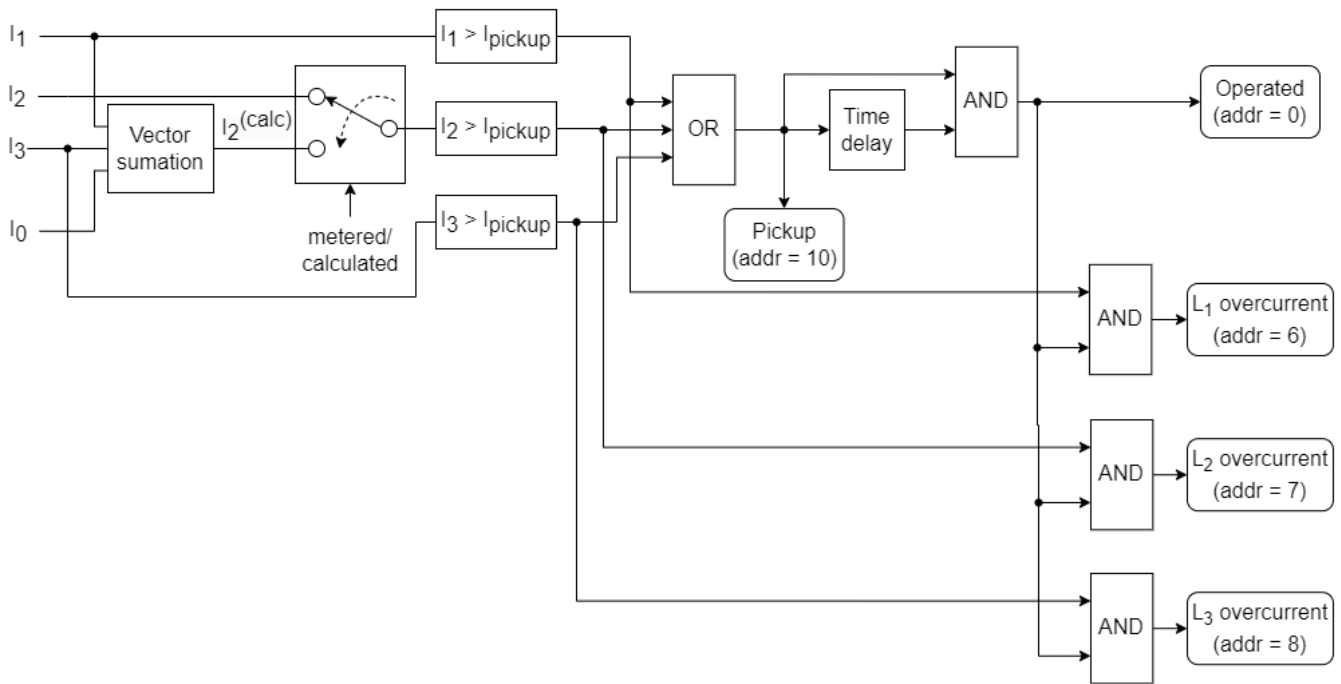 I1
I1 > Ipickup
I2
I3
I0
Vector
sumation
I2(calc)
metered/
calculated
I2 > Ipickup
I3 > Ipickup
OR
Time
delay
AND
Pickup
(addr = 10)
Operated
(addr = 0)
AND
L1 overcurrent
(addr = 6)
AND
L2 overcurrent
(addr = 7)
AND
L3 overcurrent
(addr = 8)